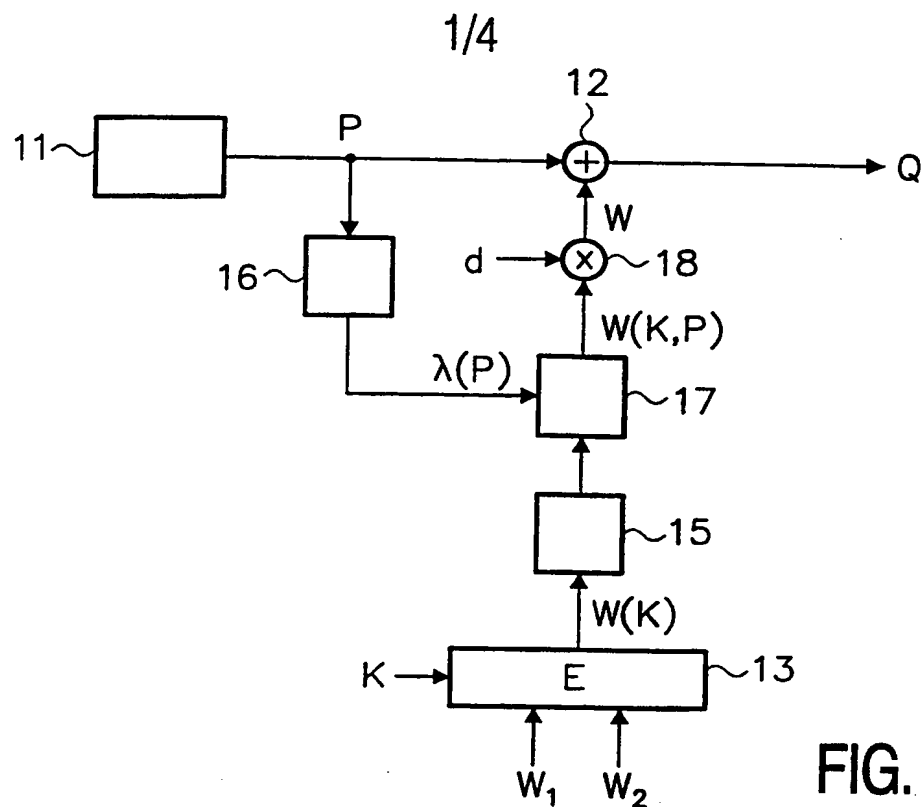 1/4
12
11
P
+
Q
W
16
d
x
18
W(K,P)
λ(P)
17
15
W(K)
K
E
13
W1
W2
FIG.